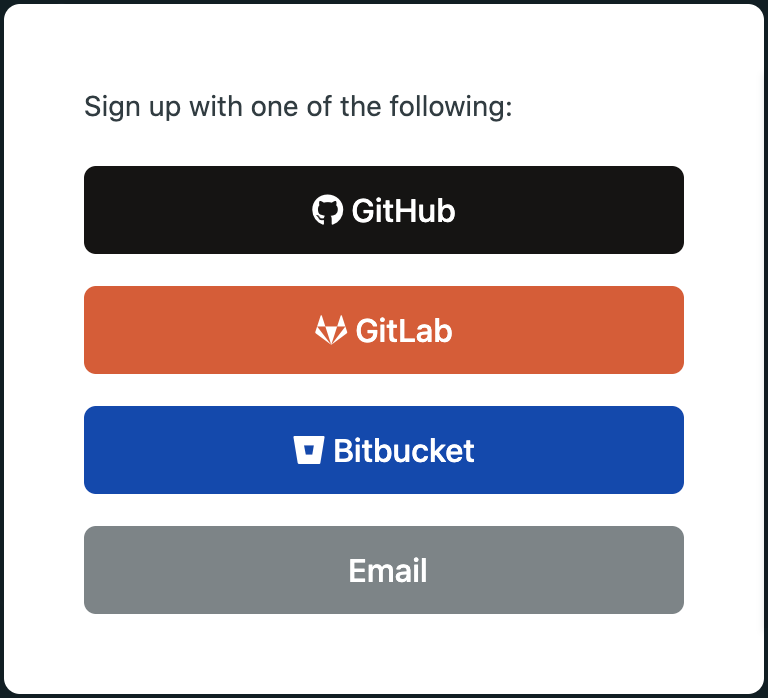 Sign up with one of the following:
GitHub
GitLab
Bitbucket
Email